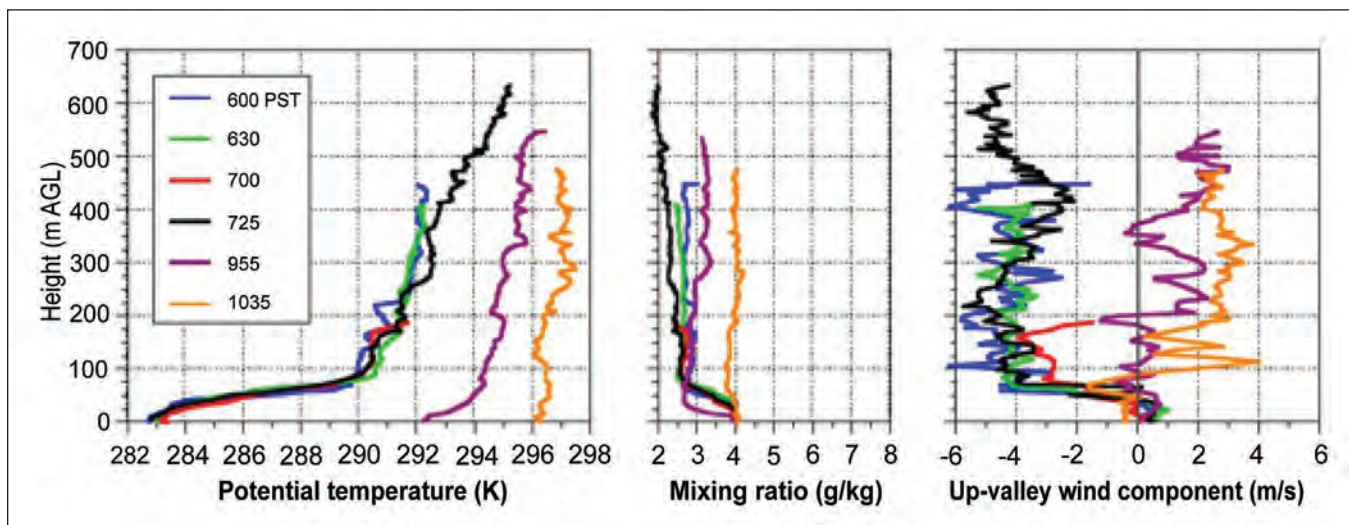 700
600
500
400
300
200
100
0
Height (m AGL)
600 PST
630
700
725
955
1035
282 284 286 288 290 292 294 296 298
Potential temperature (K)
2 3 4 5 6 7 8
Mixing ratio (g/kg)
-6 -4 -2 0 2 4 6
Up-valley wind component (m/s)